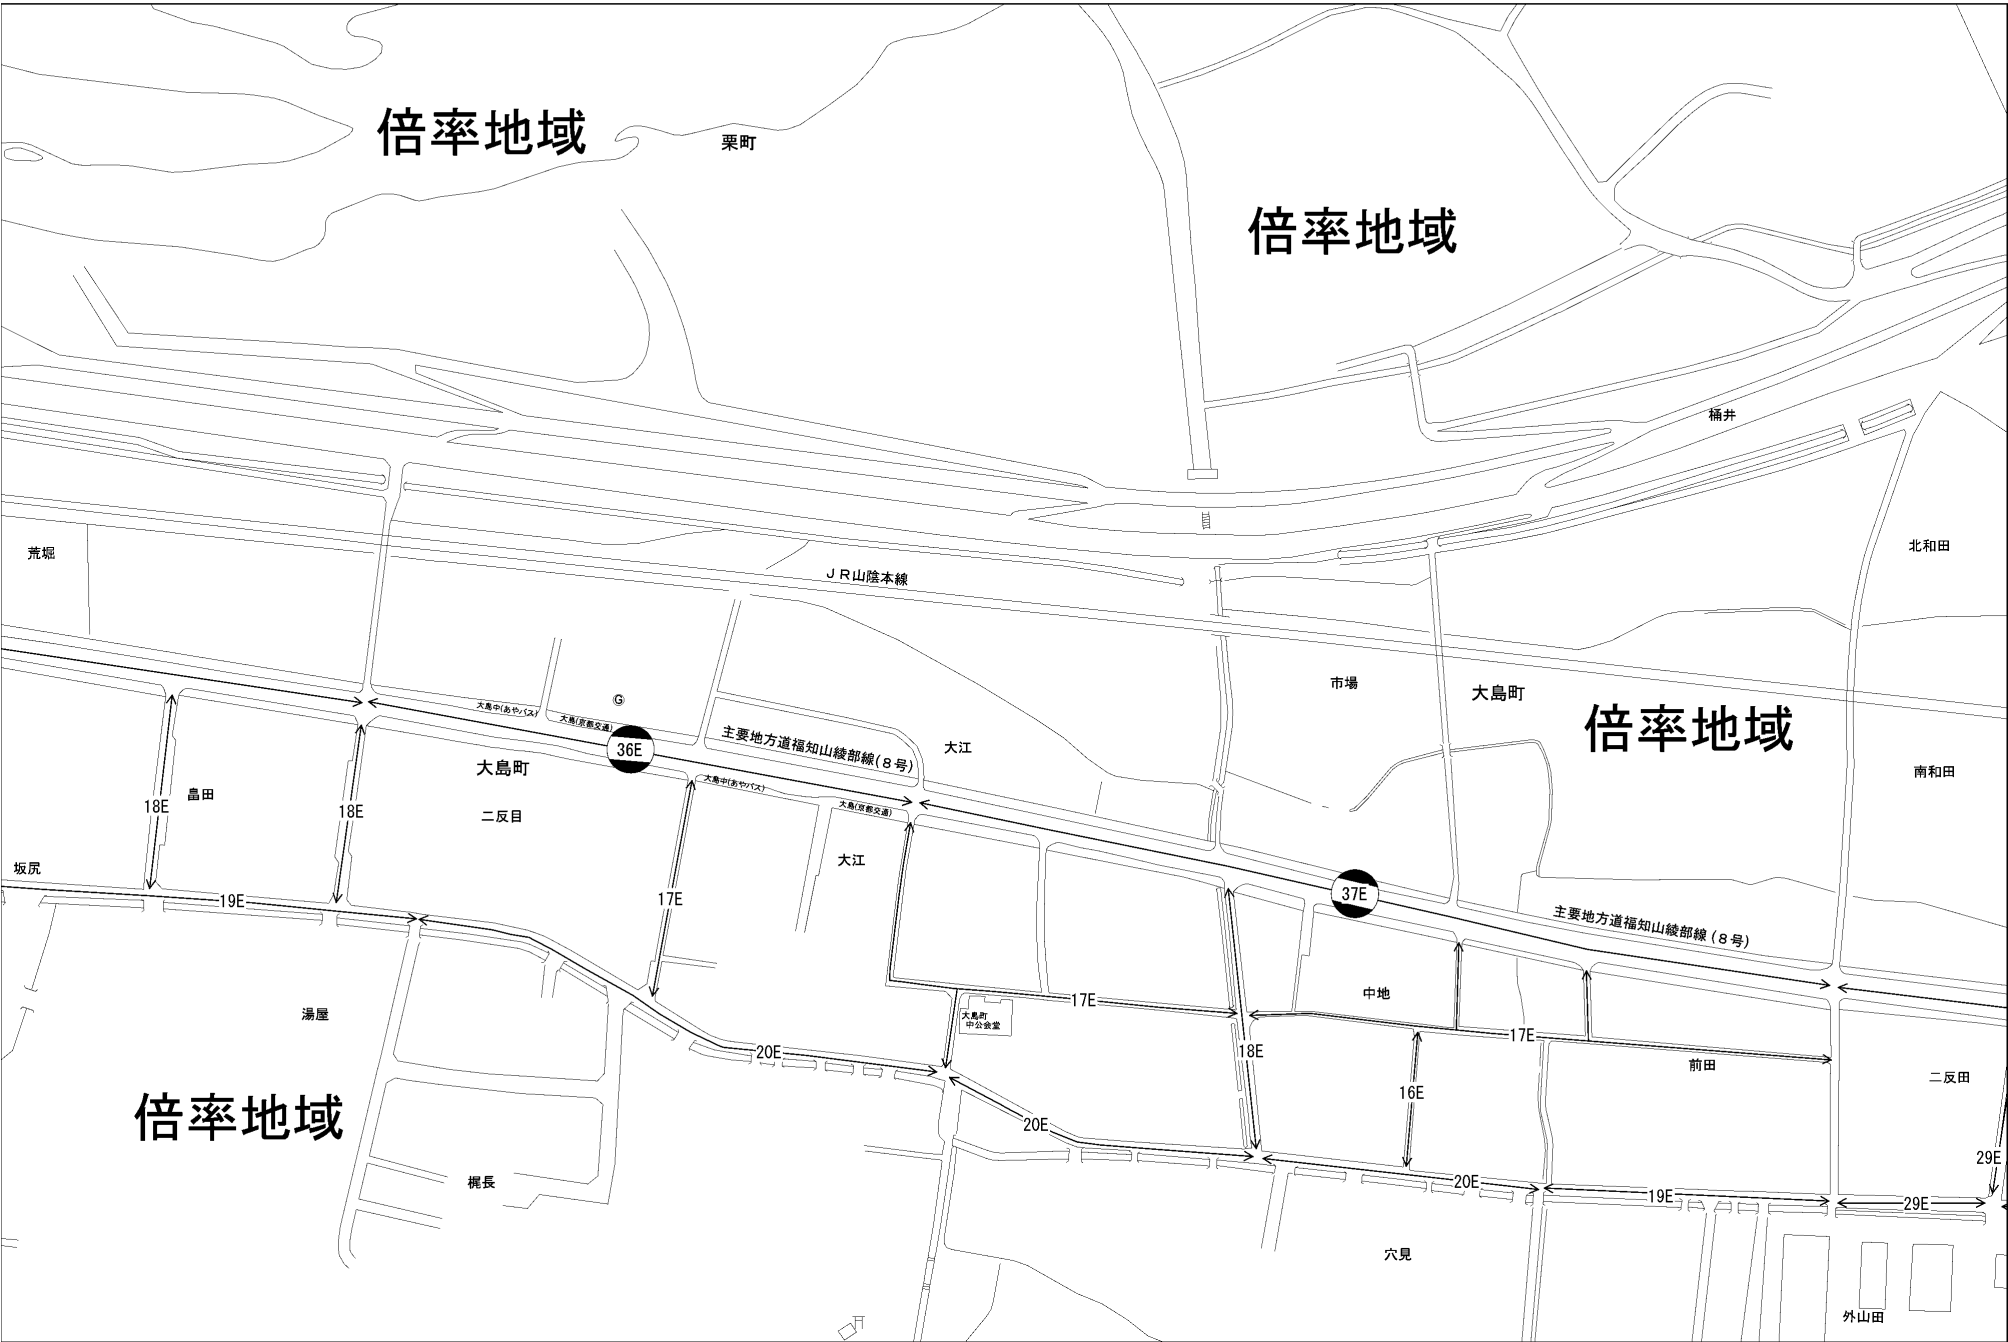 倍率地域
栗町
倍率地域
桶井
荒堀
北和田
ＪＲ山陰本線
市場
大島町
倍率地域
大島中(あやバス)
大島(京都交通)
G
36E
主要地方道福知山綾部線(８号)
大江
南和田
大島町
畠田
18E
18E
二反目
大島中(あやバス)
大島(京都交通)
大江
坂尻
19E
17E
37E
主要地方道福知山綾部線(８号)
中地
17E
大島町
中公会堂
湯屋
20E
18E
17E
前田
二反田
16E
20E
倍率地域
梶長
20E
19E
29E
29E
穴見
外山田